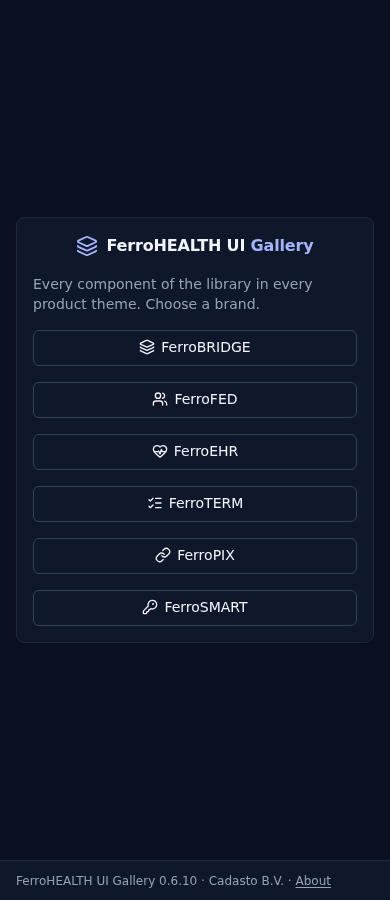 FerroHEALTH UI Gallery
Every component of the library in every
product theme. Choose a brand.
FerroBRIDGE
FerroFED
FerroEHR
FerroTERM
FerroPIX
FerroSMART
FerroHEALTH UI Gallery 0.6.10 · Cadasto B.V. · About